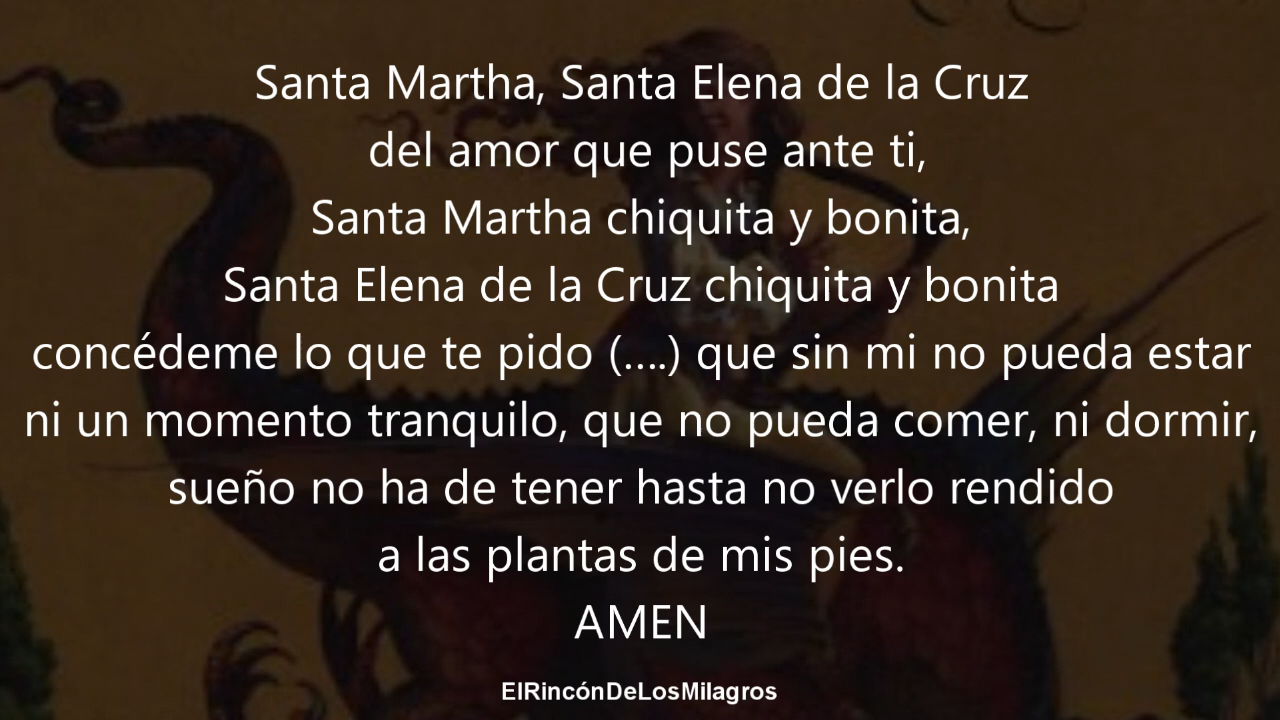 Santa Martha, Santa Elena de la Cruz
del amor que puse ante ti,
Santa Martha chiquita y bonita,
Santa Elena de la Cruz chiquita y bonita
concédeme lo que te pido (....) que sin mi no pueda estar
ni un momento tranquilo, que no pueda comer, ni dormir,
sueño no ha de tener hasta no verlo rendido
a las plantas de mis pies.
AMEN
ElRincónDeLosMilagros